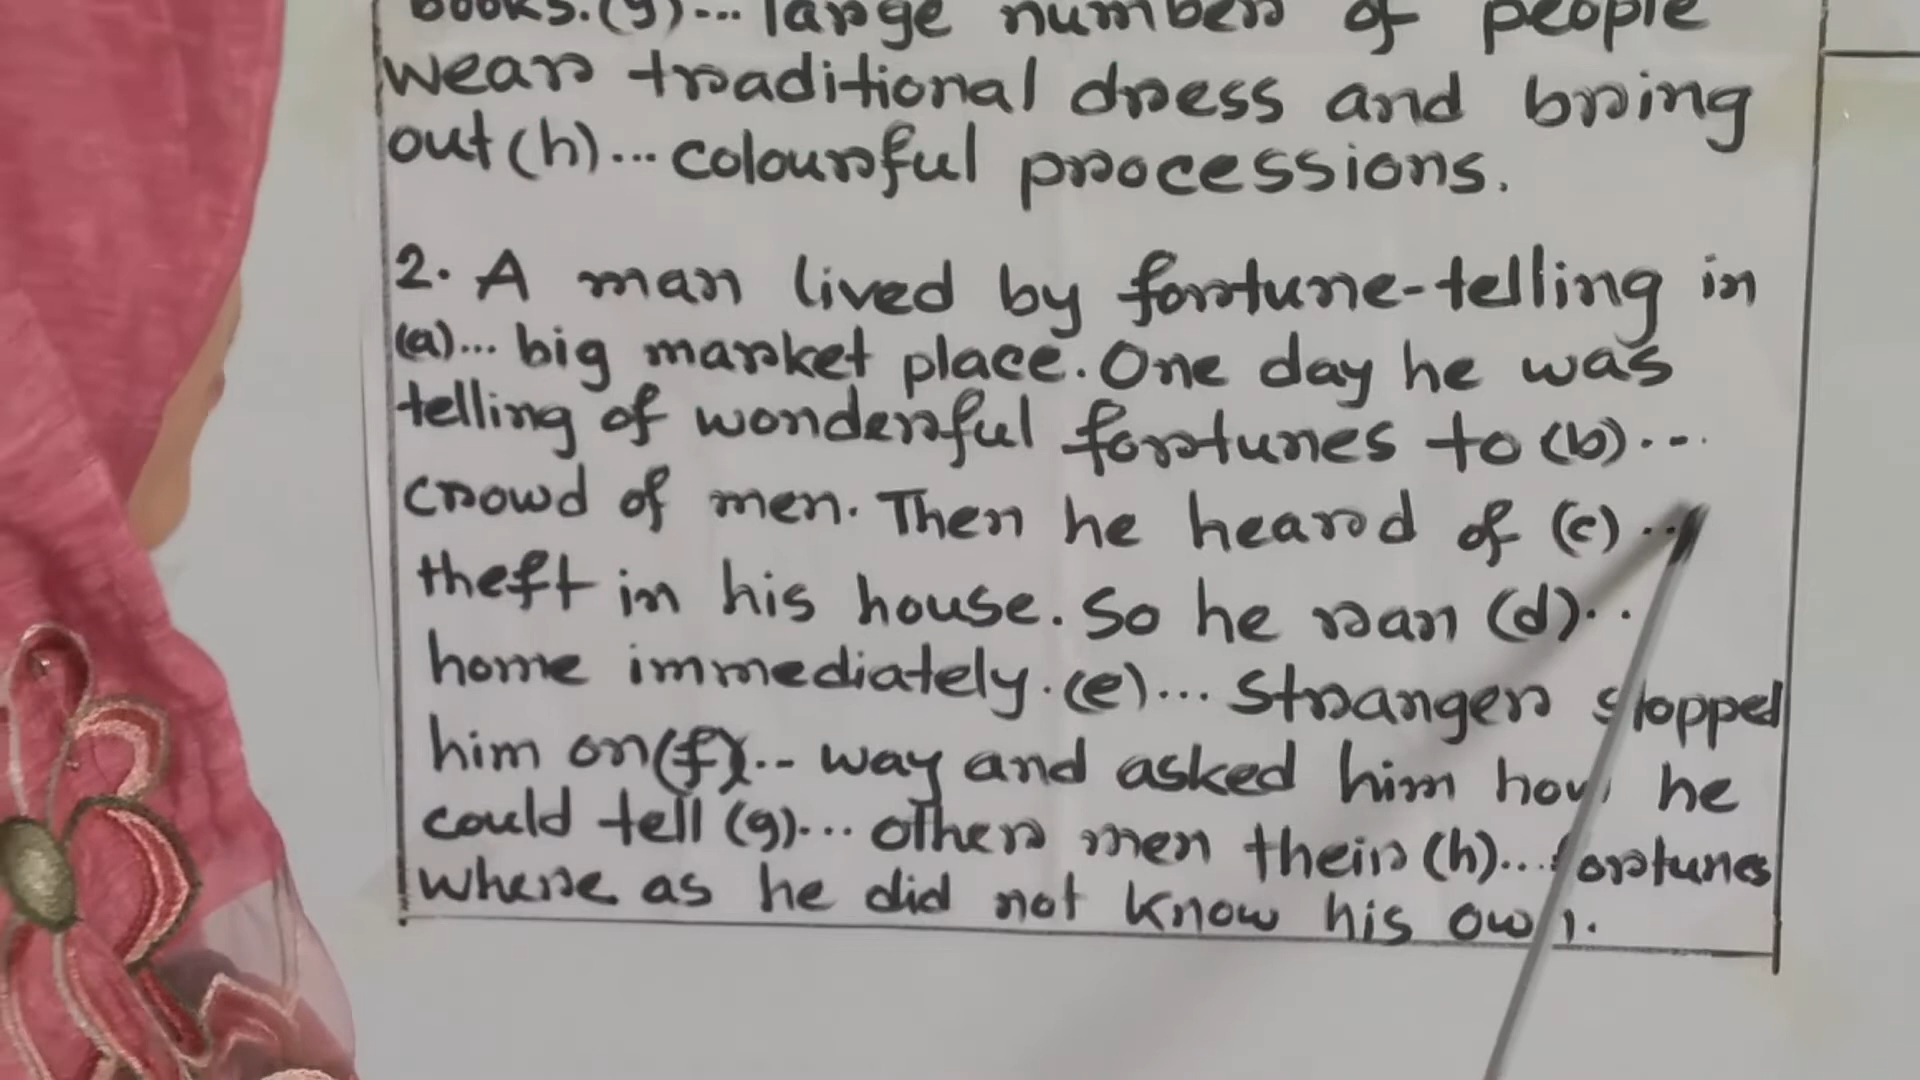 books. (g)... large number of people
wear traditional dress and bring
out (h)... colourful processions.
2. A man lived by fortune-telling in
(a)... big market place. One day he was
telling of wonderful fortunes to (b)...
crowd of men. Then he heard of (c)...
theft in his house. So he ran (d)...
home immediately. (e)... Stranger stopped
him on (f)... way and asked him how he
could tell (g)... other men their (h)... fortunes
where as he did not know his own.